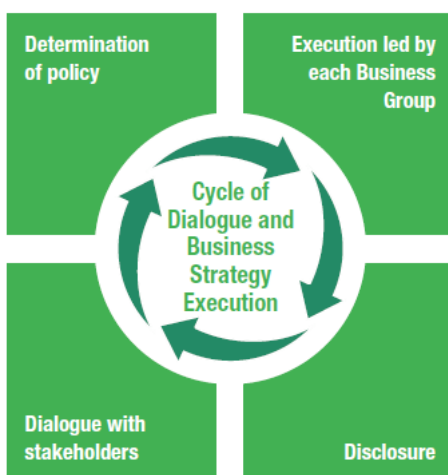 Determination
of policy
Execution led by
each Business
Group
Cycle of
Dialogue and
Business
Strategy
Execution
Dialogue with
stakeholders
Disclosure